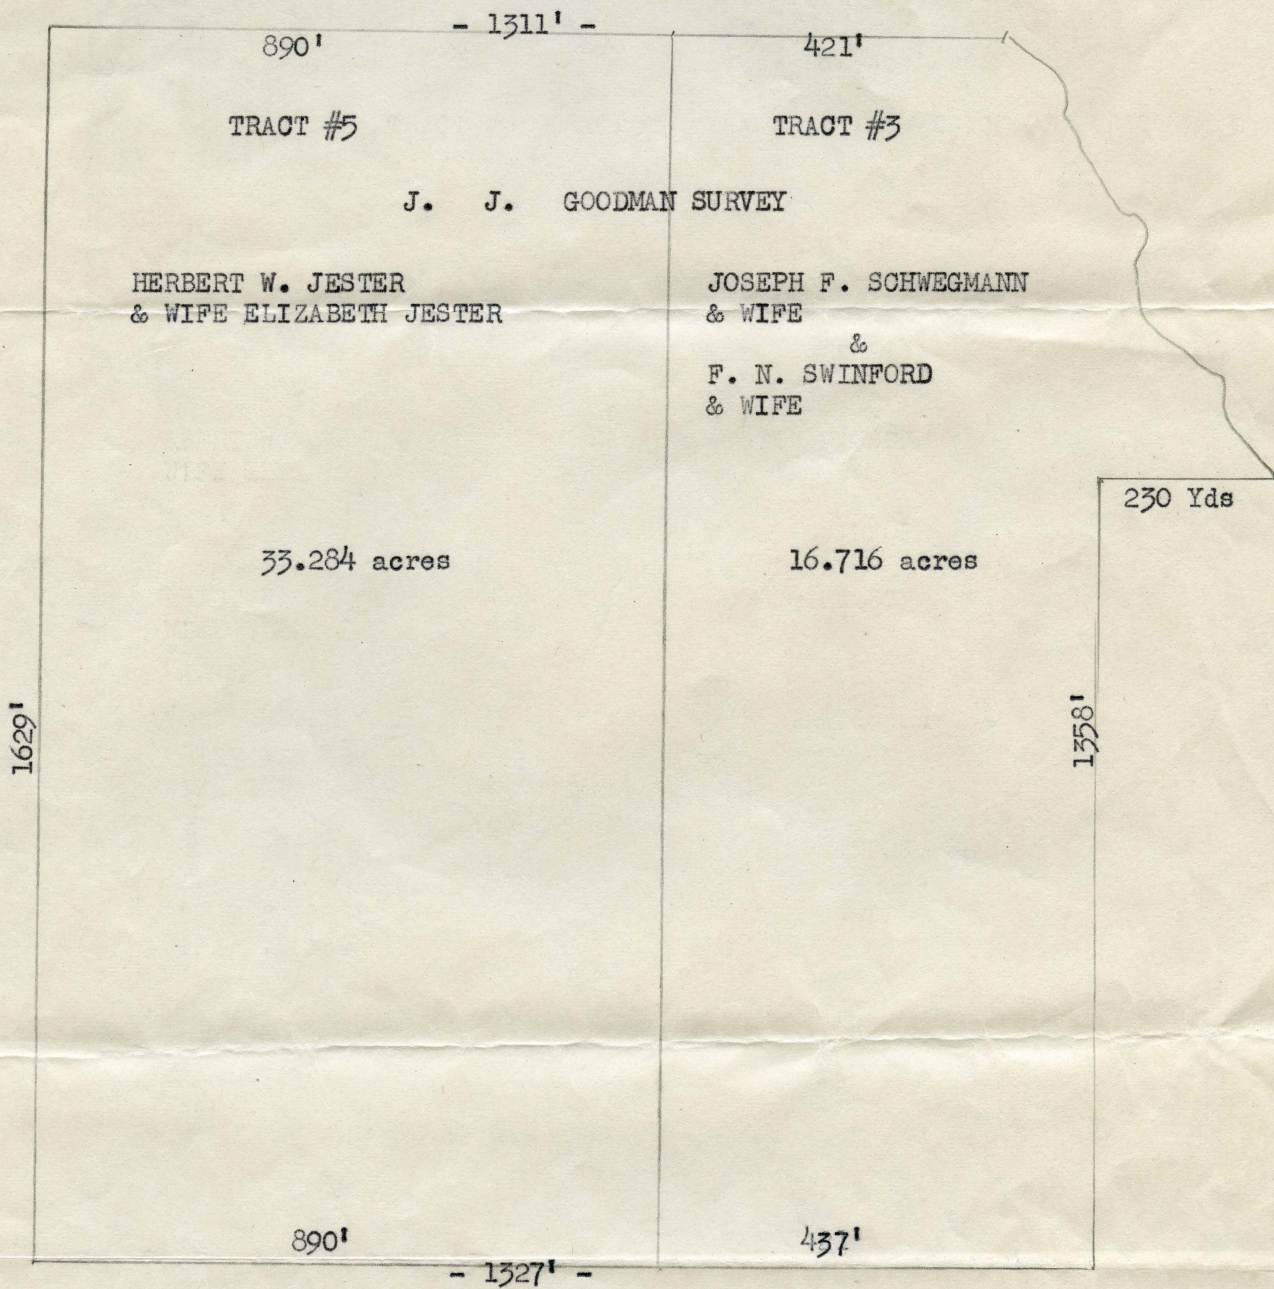 - 1311' -
890' 421'
TRACT #5 TRACT #3
J. J. GOODMAN SURVEY
HERBERT W. JESTER
& WIFE ELIZABETH JESTER
JOSEPH F. SCHWEGMANN
& WIFE
&
F. N. SWINFORD
& WIFE
230 Yds
33.284 acres 16.716 acres
1629'
1358'
890' 437'
- 1327' -